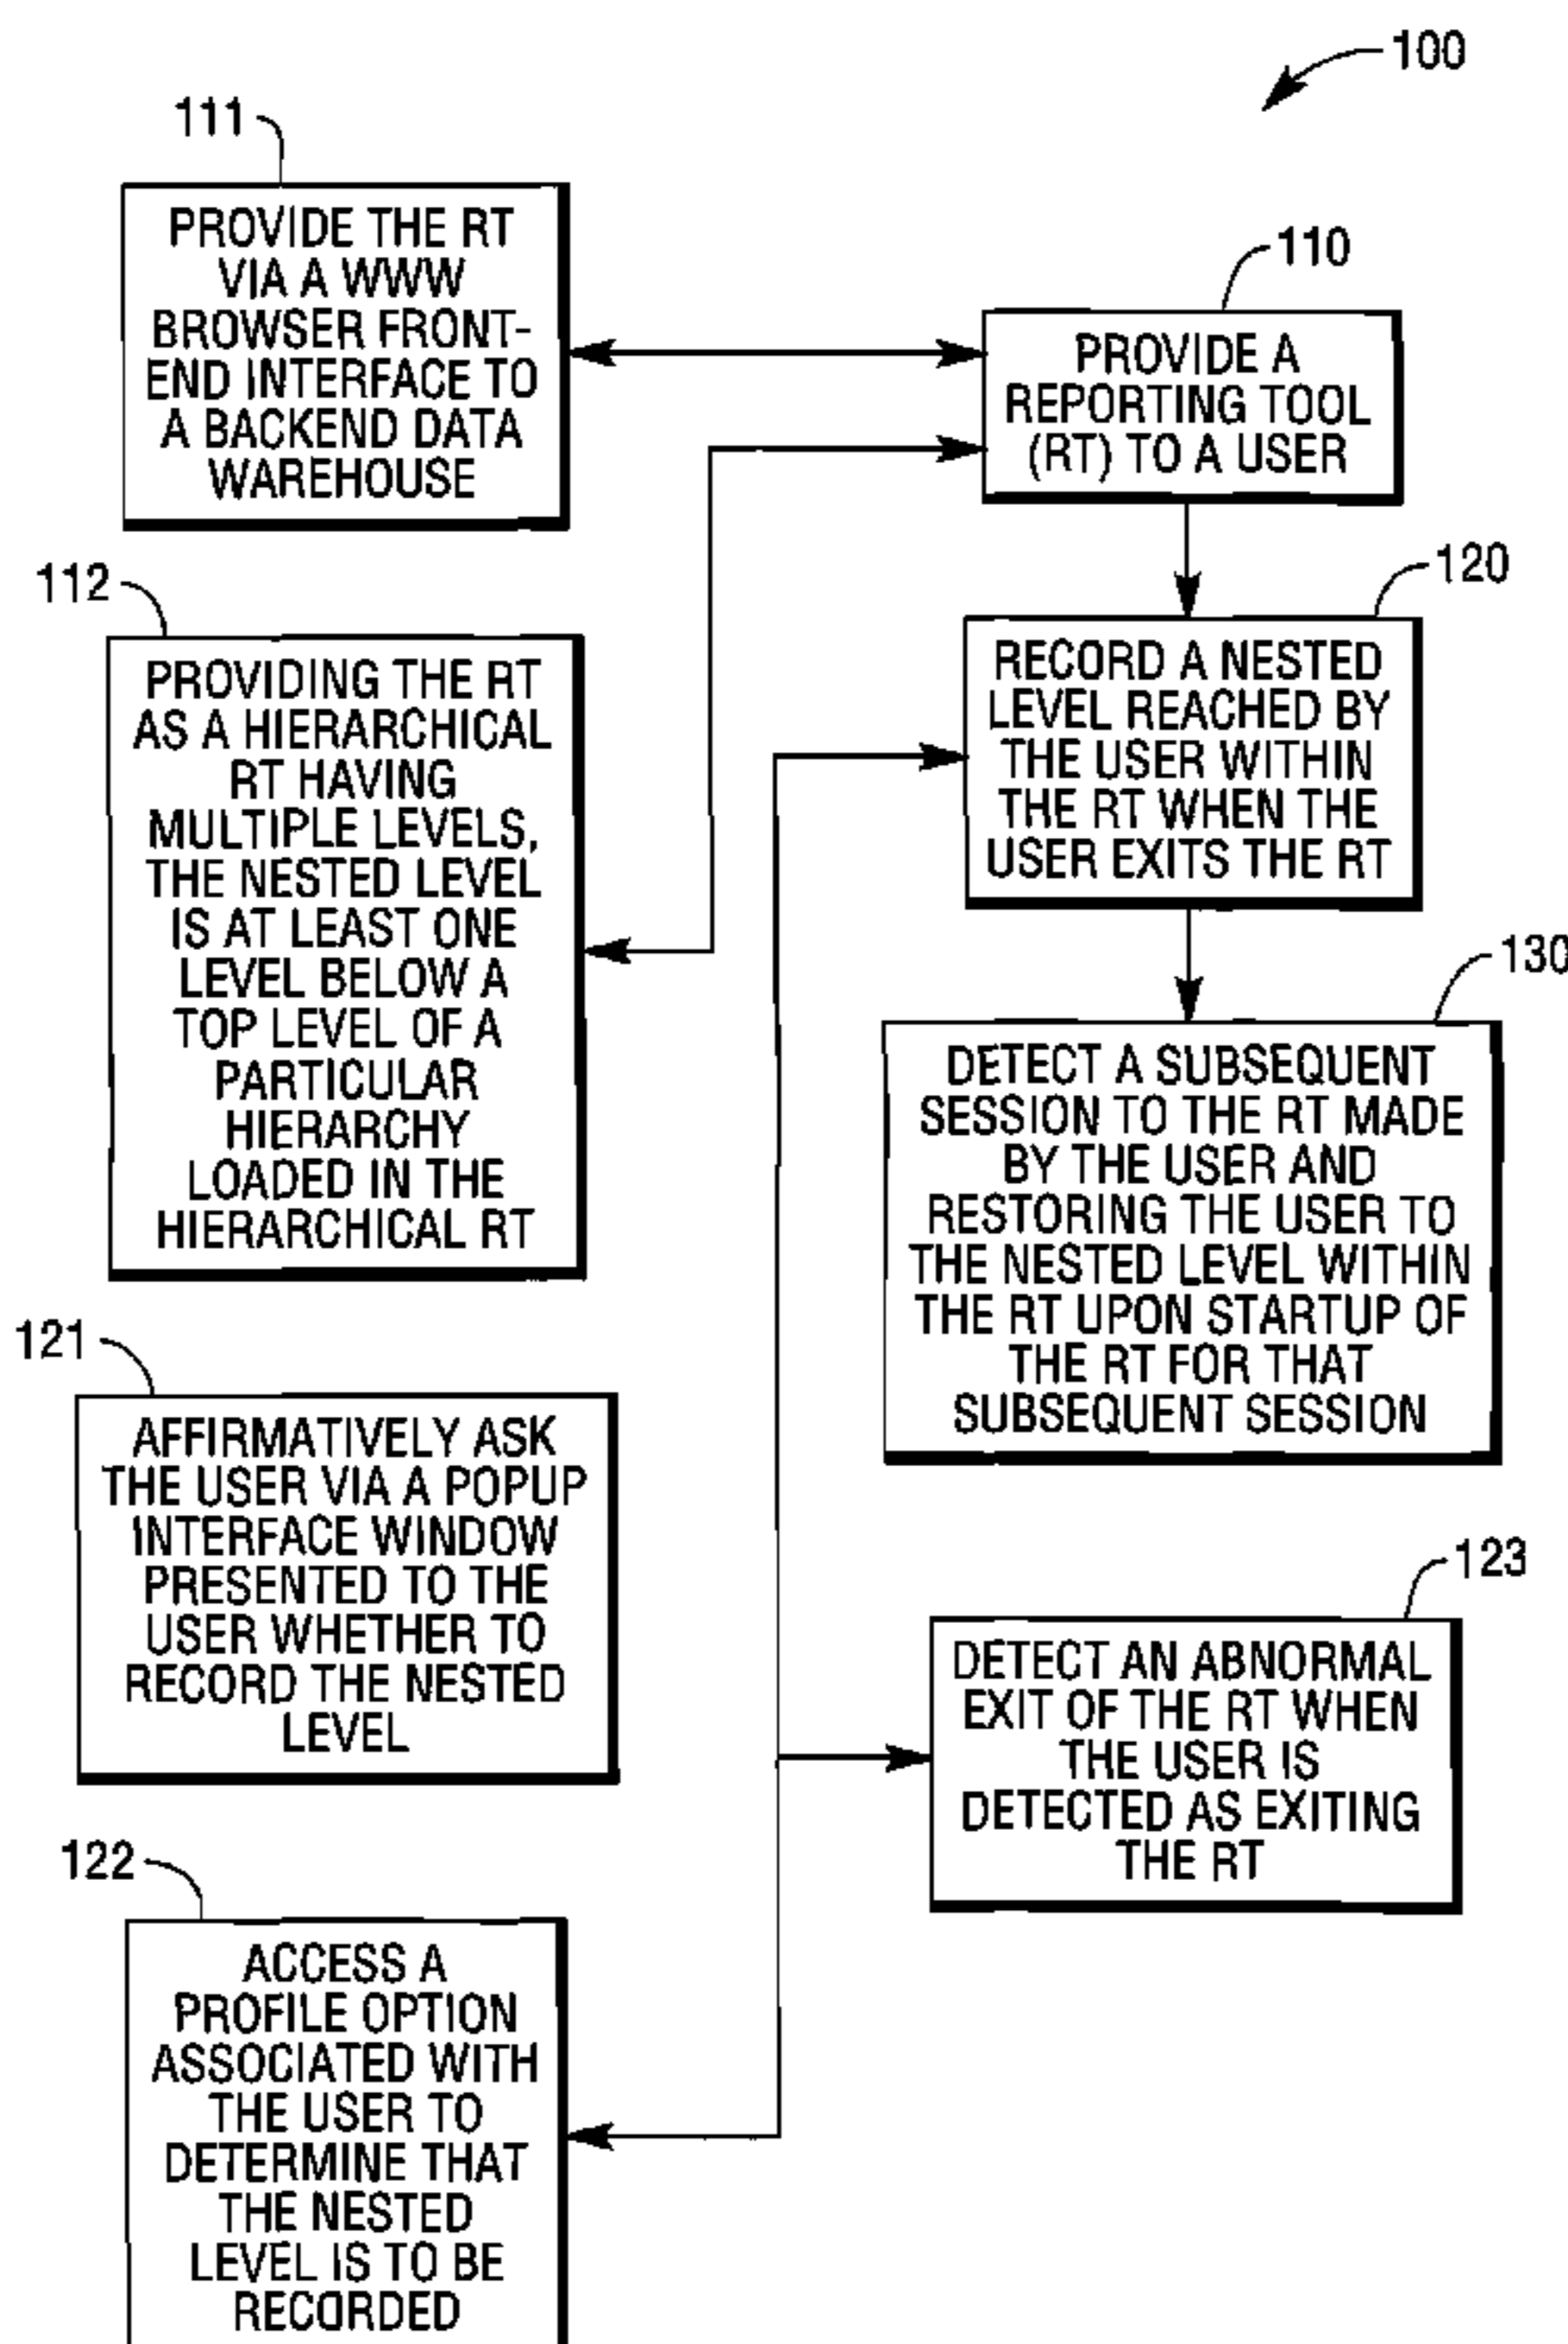 100
111
PROVIDE THE RT
VIA A WWW
BROWSER FRONT-
END INTERFACE TO
A BACKEND DATA
WAREHOUSE
110
PROVIDE A
REPORTING TOOL
(RT) TO A USER
112
PROVIDING THE RT
AS A HIERARCHICAL
RT HAVING
MULTIPLE LEVELS,
THE NESTED LEVEL
IS AT LEAST ONE
LEVEL BELOW A
TOP LEVEL OF A
PARTICULAR
HIERARCHY
LOADED IN THE
HIERARCHICAL RT
120
RECORD A NESTED
LEVEL REACHED BY
THE USER WITHIN
THE RT WHEN THE
USER EXITS THE RT
130
DETECT A SUBSEQUENT
SESSION TO THE RT MADE
BY THE USER AND
RESTORING THE USER TO
THE NESTED LEVEL WITHIN
THE RT UPON STARTUP OF
THE RT FOR THAT
SUBSEQUENT SESSION
121
AFFIRMATIVELY ASK
THE USER VIA A POPUP
INTERFACE WINDOW
PRESENTED TO THE
USER WHETHER TO
RECORD THE NESTED
LEVEL
123
DETECT AN ABNORMAL
EXIT OF THE RT WHEN
THE USER IS
DETECTED AS EXITING
THE RT
122
ACCESS A
PROFILE OPTION
ASSOCIATED WITH
THE USER TO
DETERMINE THAT
THE NESTED
LEVEL IS TO BE
RECORDED